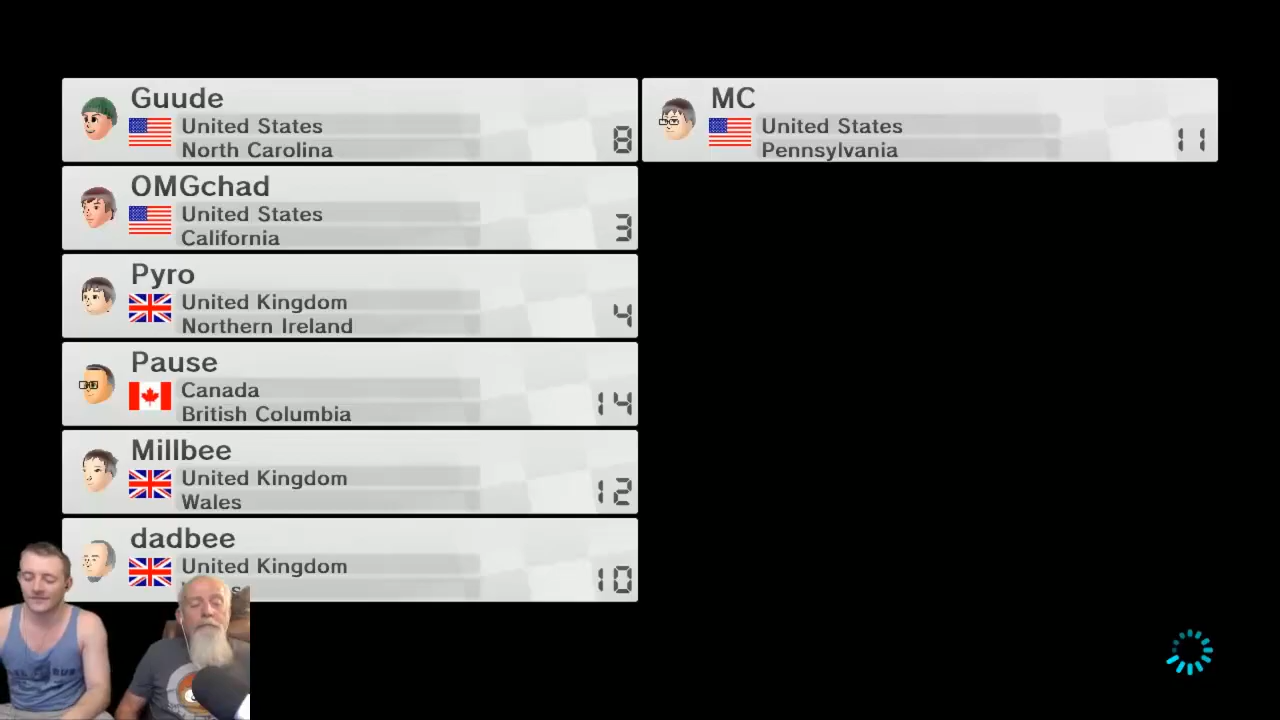 Guude
United States
North Carolina
8
OMGchad
United States
California
3
Pyro
United Kingdom
Northern Ireland
4
Pause
Canada
British Columbia
14
Millbee
United Kingdom
Wales
12
dadbee
United Kingdom
10
MC
United States
Pennsylvania
11